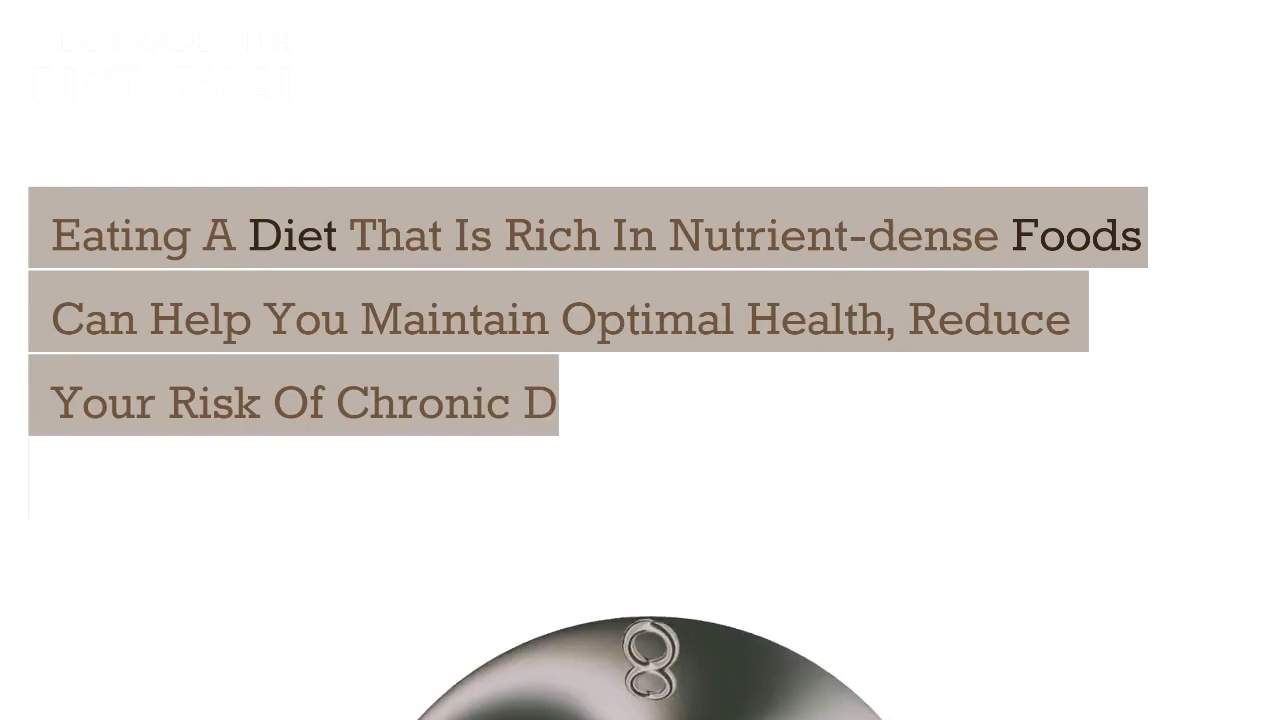 Eating A Diet That Is Rich In Nutrient-dense Foods
Can Help You Maintain Optimal Health, Reduce
Your Risk Of Chronic D
8